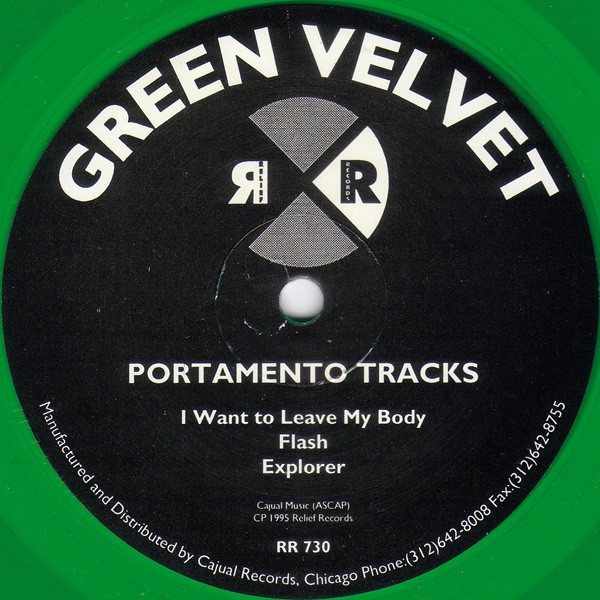 GREEN VELVET
R RELIEF
RECORDS R
PORTAMENTO TRACKS
I Want to Leave My Body
Flash
Explorer
Cajual Music (ASCAP)
CP 1995 Relief Records
RR 730
Manufactured and Distributed by Cajual Records, Chicago Phone:(312)642-8008 Fax:(312)642-8755